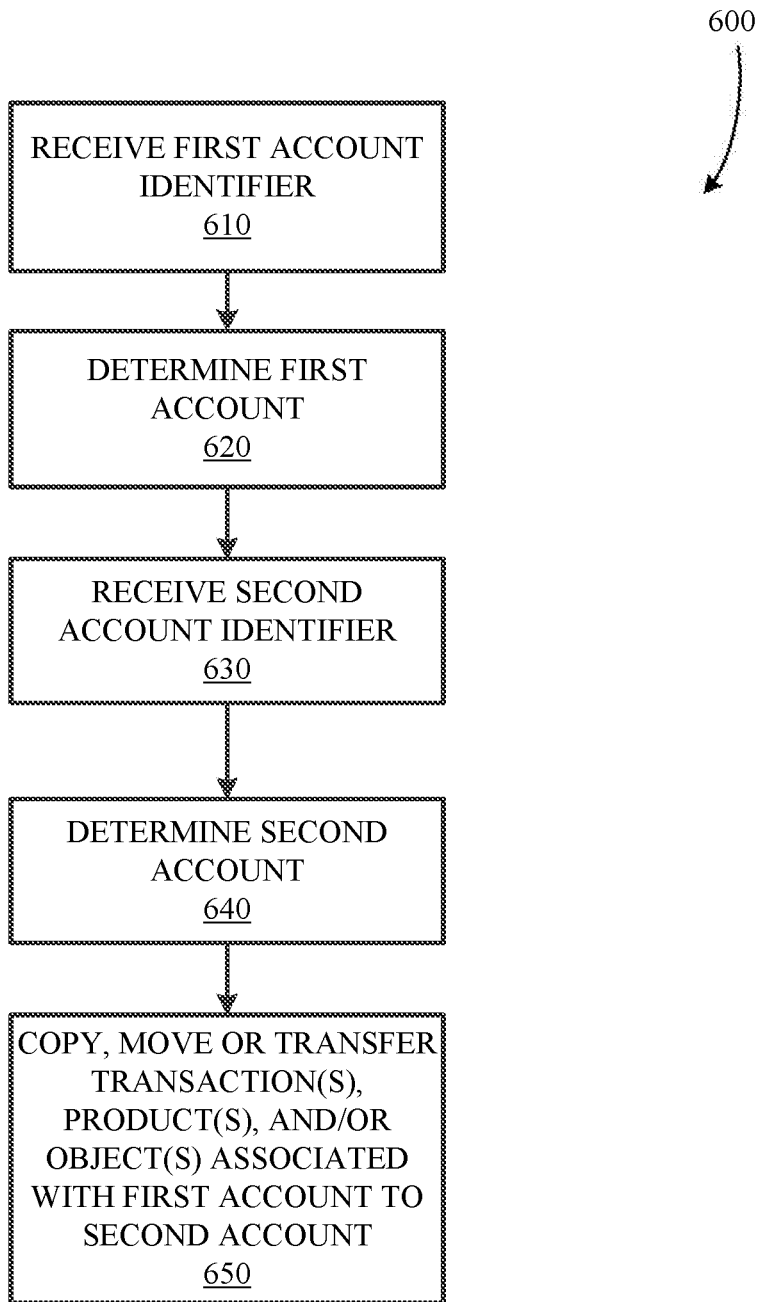 600
RECEIVE FIRST ACCOUNT
IDENTIFIER
610
DETERMINE FIRST
ACCOUNT
620
RECEIVE SECOND
ACCOUNT IDENTIFIER
630
DETERMINE SECOND
ACCOUNT
640
COPY, MOVE OR TRANSFER
TRANSACTION(S),
PRODUCT(S), AND/OR
OBJECT(S) ASSOCIATED
WITH FIRST ACCOUNT TO
SECOND ACCOUNT
650